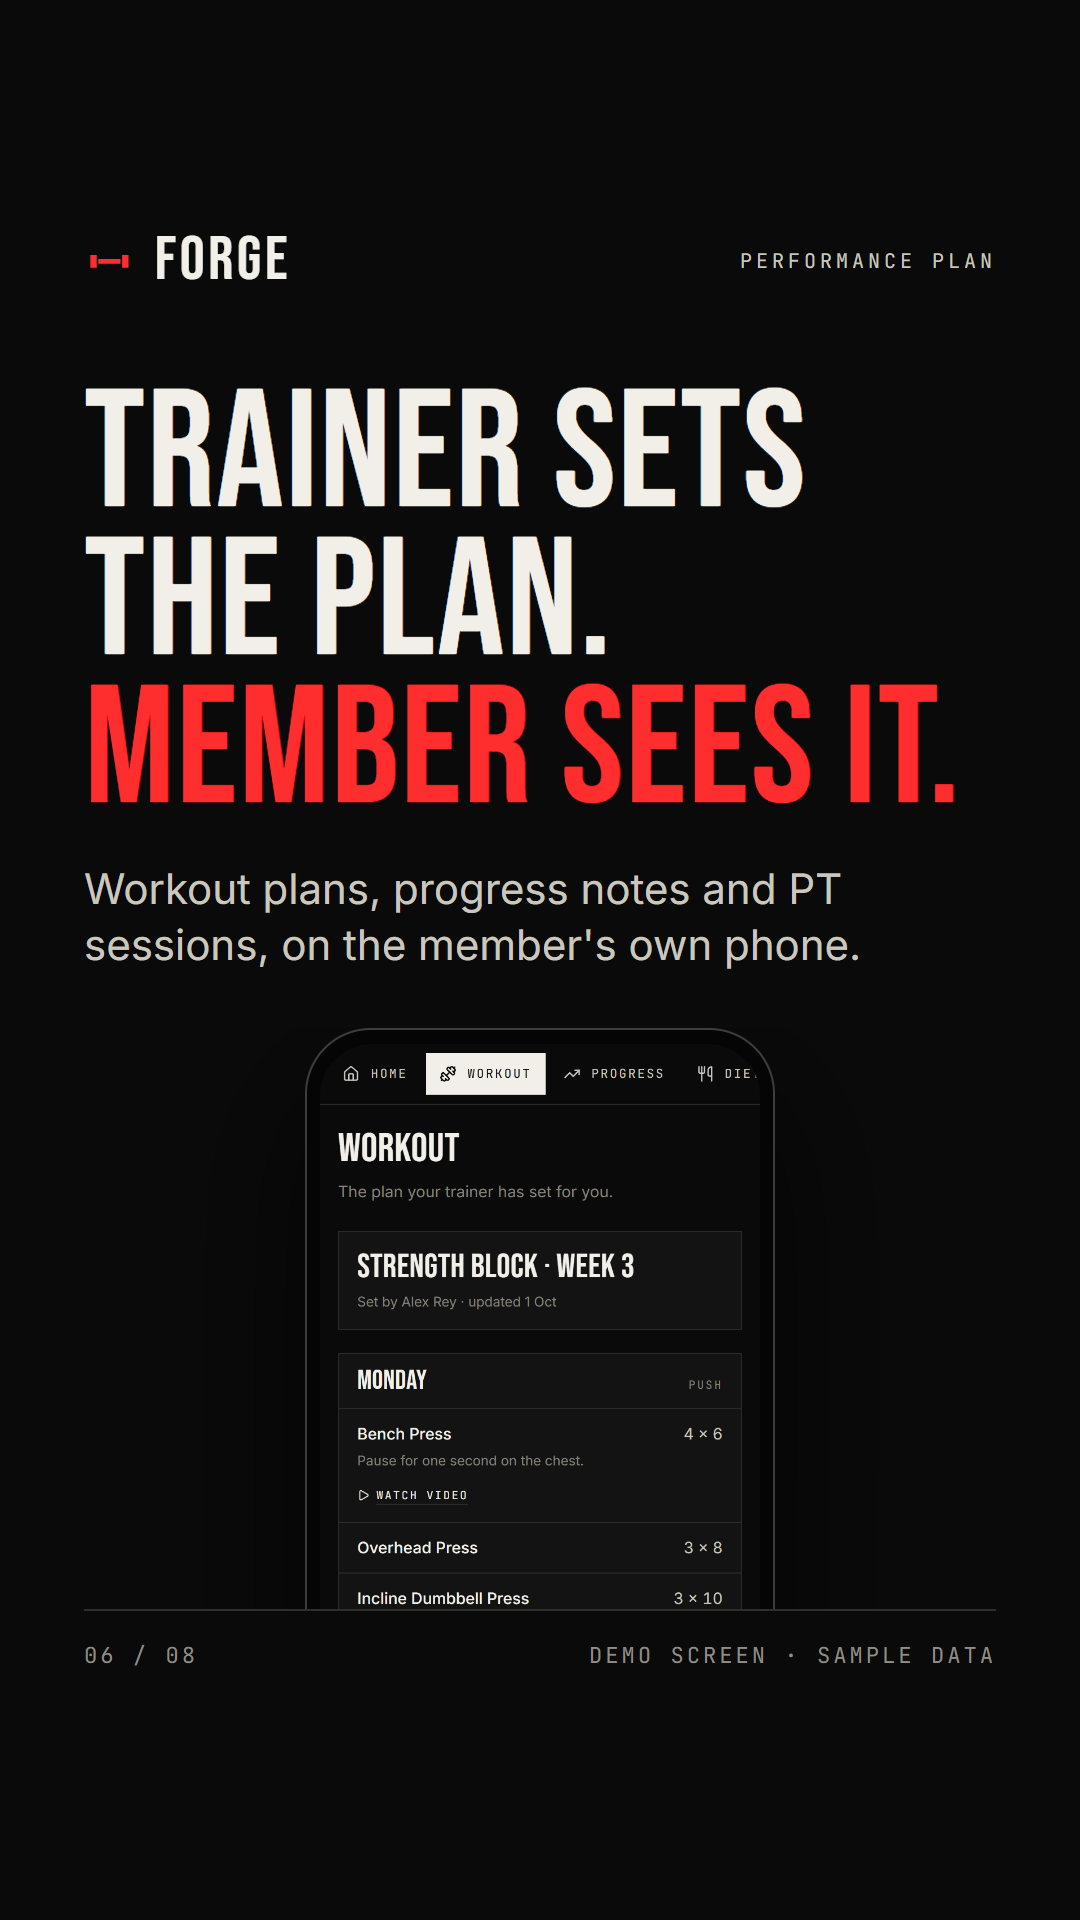 FORGE
PERFORMANCE PLAN
TRAINER SETS
THE PLAN.
MEMBER SEES IT.
Workout plans, progress notes and PT
sessions, on the member's own phone.
HOME WORKOUT PROGRESS
WORKOUT
The plan your trainer has set for you.
STRENGTH BLOCK · WEEK 3
Set by Alex Rey · updated 1 Oct
MONDAY
PUSH
Bench Press
4 × 6
Pause for one second on the chest.
WATCH VIDEO
Overhead Press
3 × 8
Incline Dumbbell Press
3 × 10
06 / 08
DEMO SCREEN · SAMPLE DATA